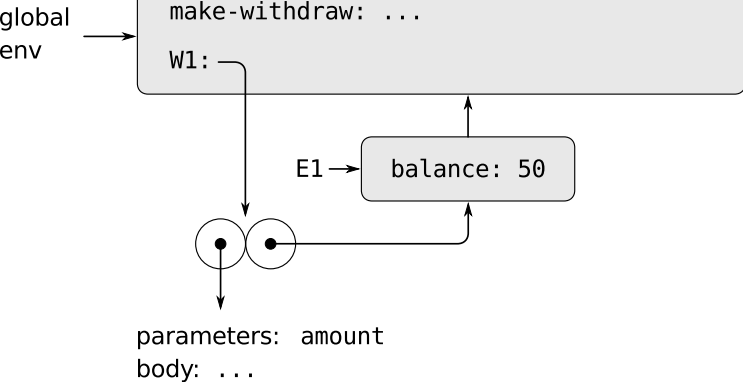 global
env
make-withdraw: ...
W1:
E1
balance: 50
parameters: amount
body: ...